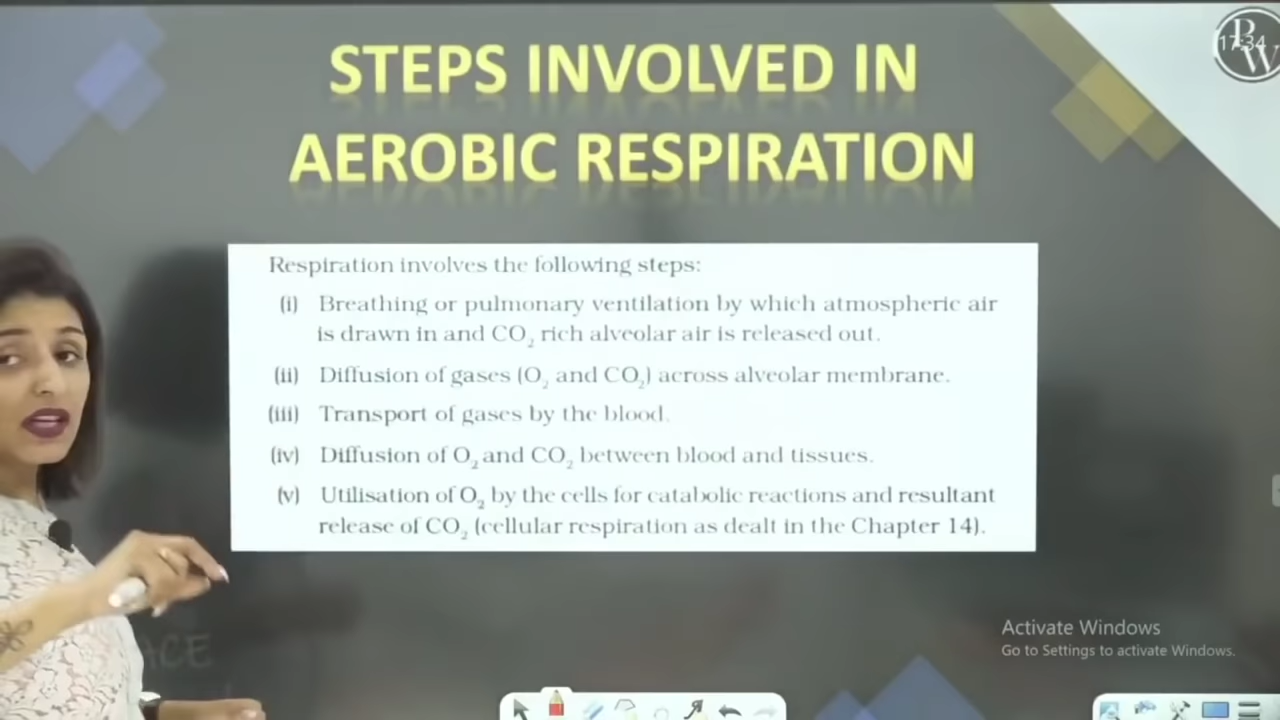 STEPS INVOLVED IN
AEROBIC RESPIRATION
PW
17:34
Respiration involves the following steps:
(i) Breathing or pulmonary ventilation by which atmospheric air
is drawn in and CO₂ rich alveolar air is released out.
(ii) Diffusion of gases (O₂ and CO₂) across alveolar membrane.
(iii) Transport of gases by the blood.
(iv) Diffusion of O₂ and CO₂ between blood and tissues.
(v) Utilisation of O₂ by the cells for catabolic reactions and resultant
release of CO₂ (cellular respiration as dealt in the Chapter 14).
ACE
Activate Windows
Go to Settings to activate Windows.